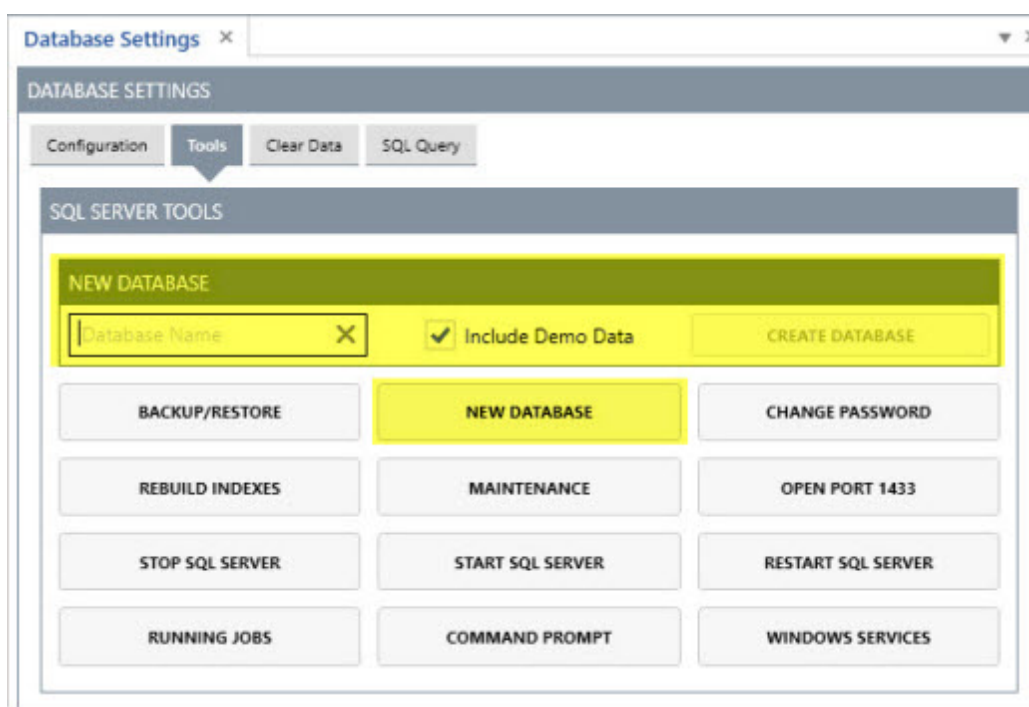 Database Settings
DATABASE SETTINGS
Configuration Tools Clear Data SQL Query
SQL SERVER TOOLS
NEW DATABASE
Database Name Include Demo Data CREATE DATABASE
BACKUP/RESTORE NEW DATABASE CHANGE PASSWORD
REBUILD INDEXES MAINTENANCE OPEN PORT 1433
STOP SQL SERVER START SQL SERVER RESTART SQL SERVER
RUNNING JOBS COMMAND PROMPT WINDOWS SERVICES